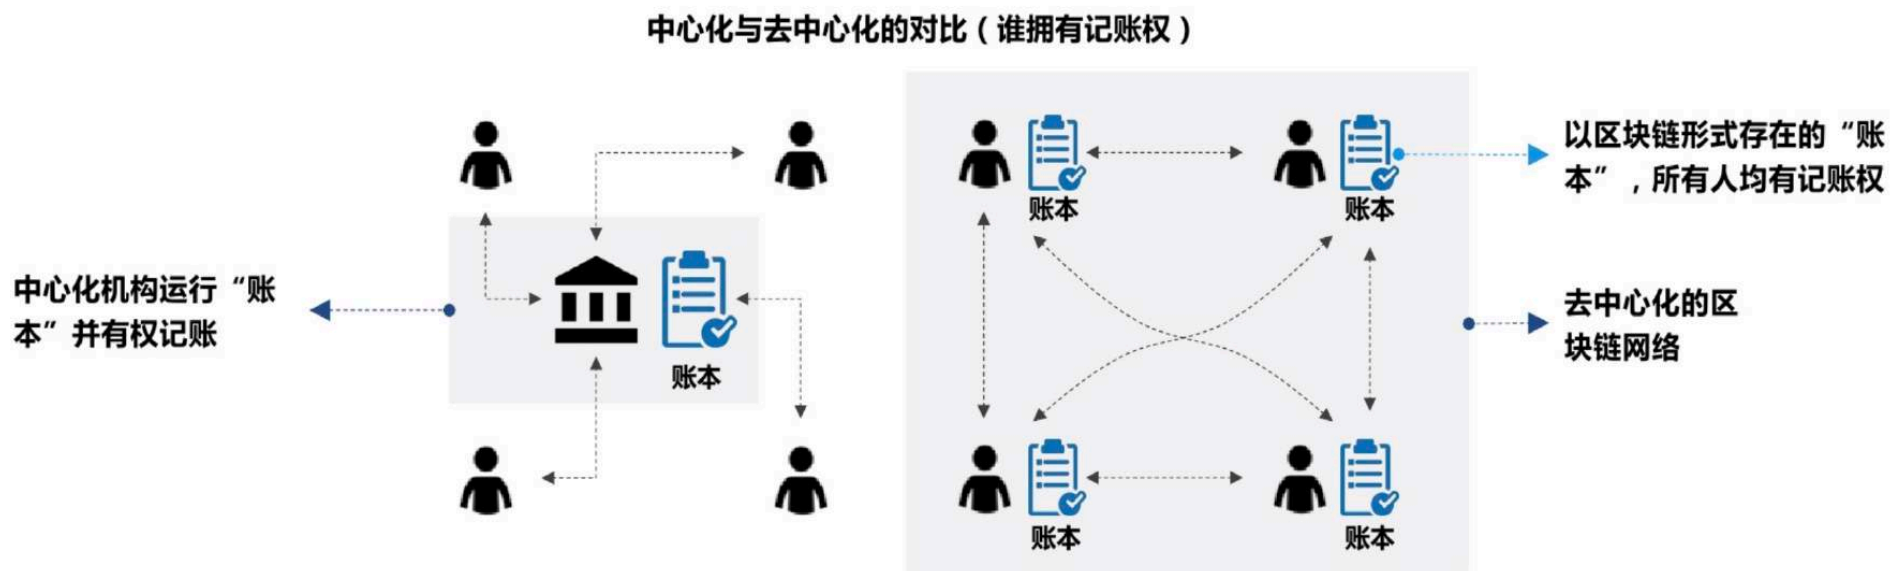 中心化与去中心化的对比（谁拥有记账权）
中心化机构运行“账
本”并有权记账
账本
账本
账本
账本
账本
以区块链形式存在的“账
本”，所有人均有记账权
去中心化的区
块链网络